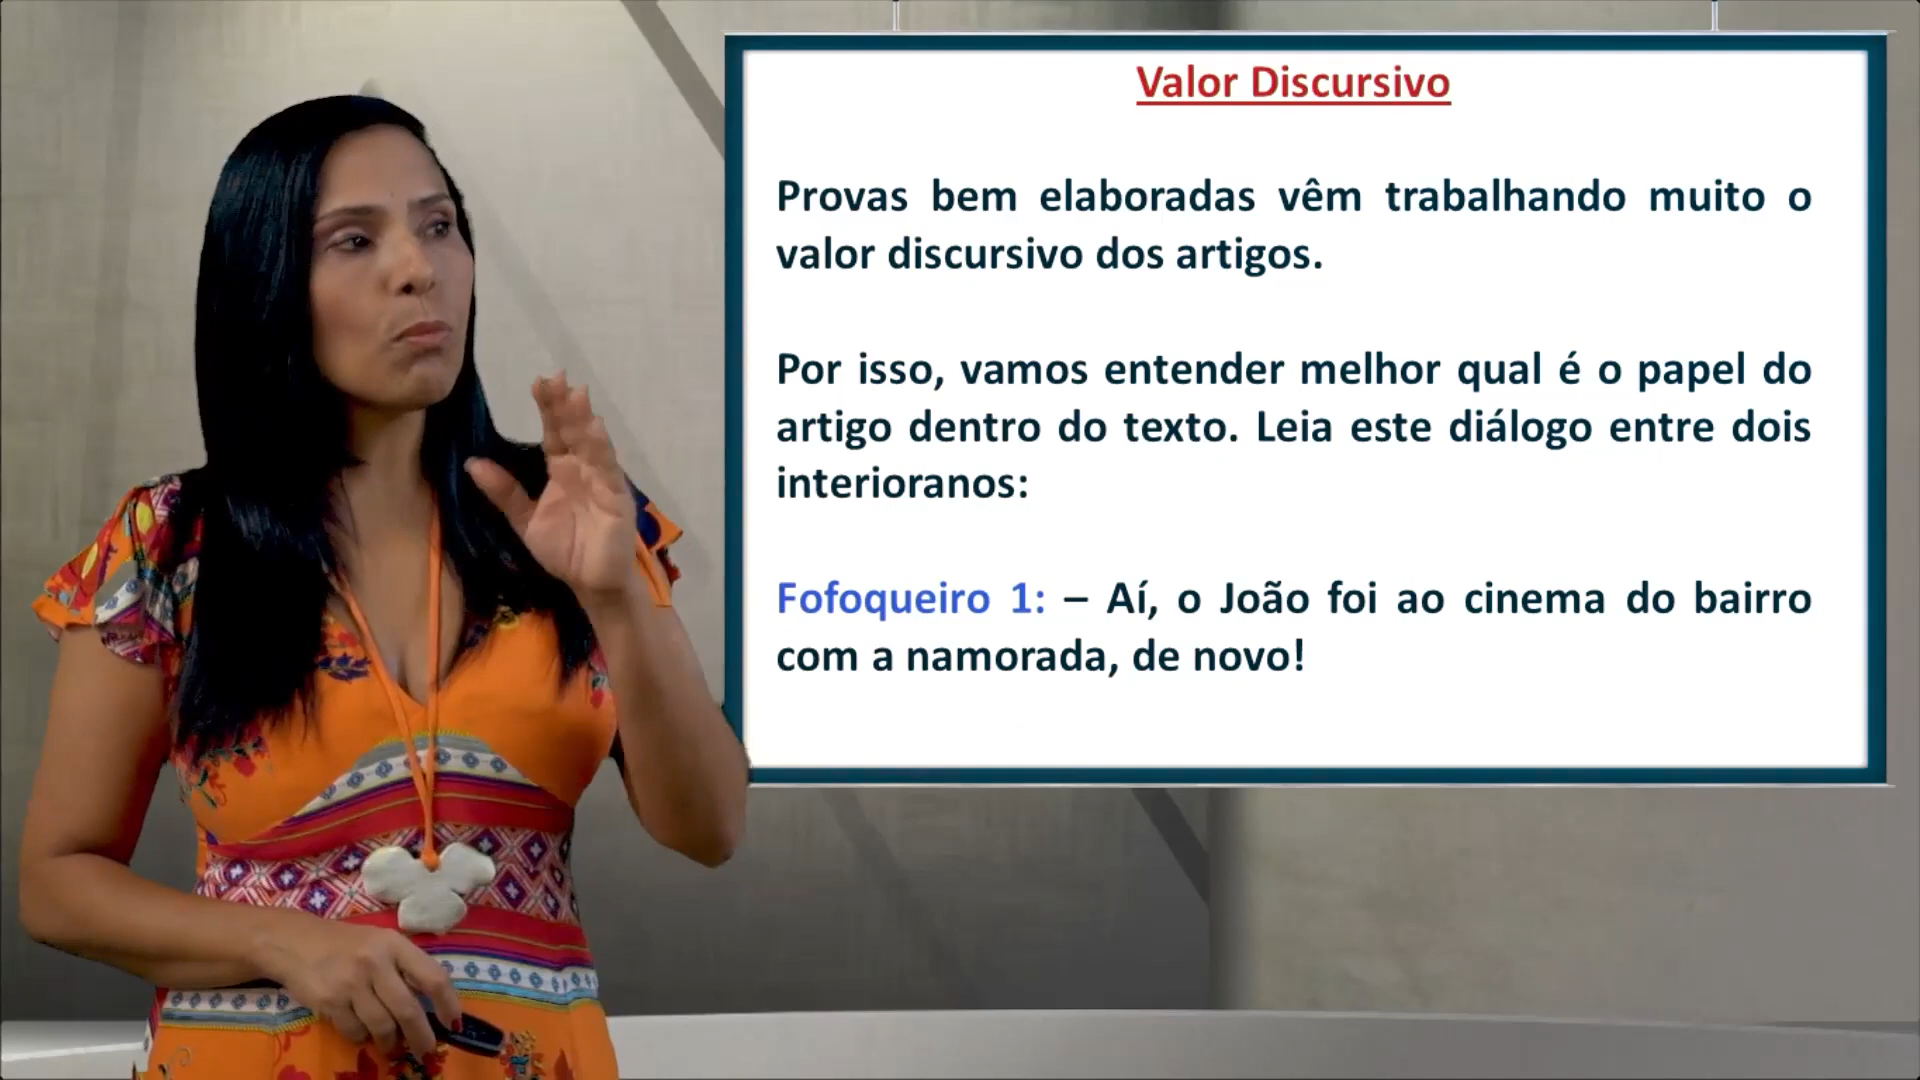 Valor Discursivo
Provas bem elaboradas vêm trabalhando muito o
valor discursivo dos artigos.
Por isso, vamos entender melhor qual é o papel do
artigo dentro do texto. Leia este diálogo entre dois
interioranos:
Fofoqueiro 1: – Aí, o João foi ao cinema do bairro
com a namorada, de novo!